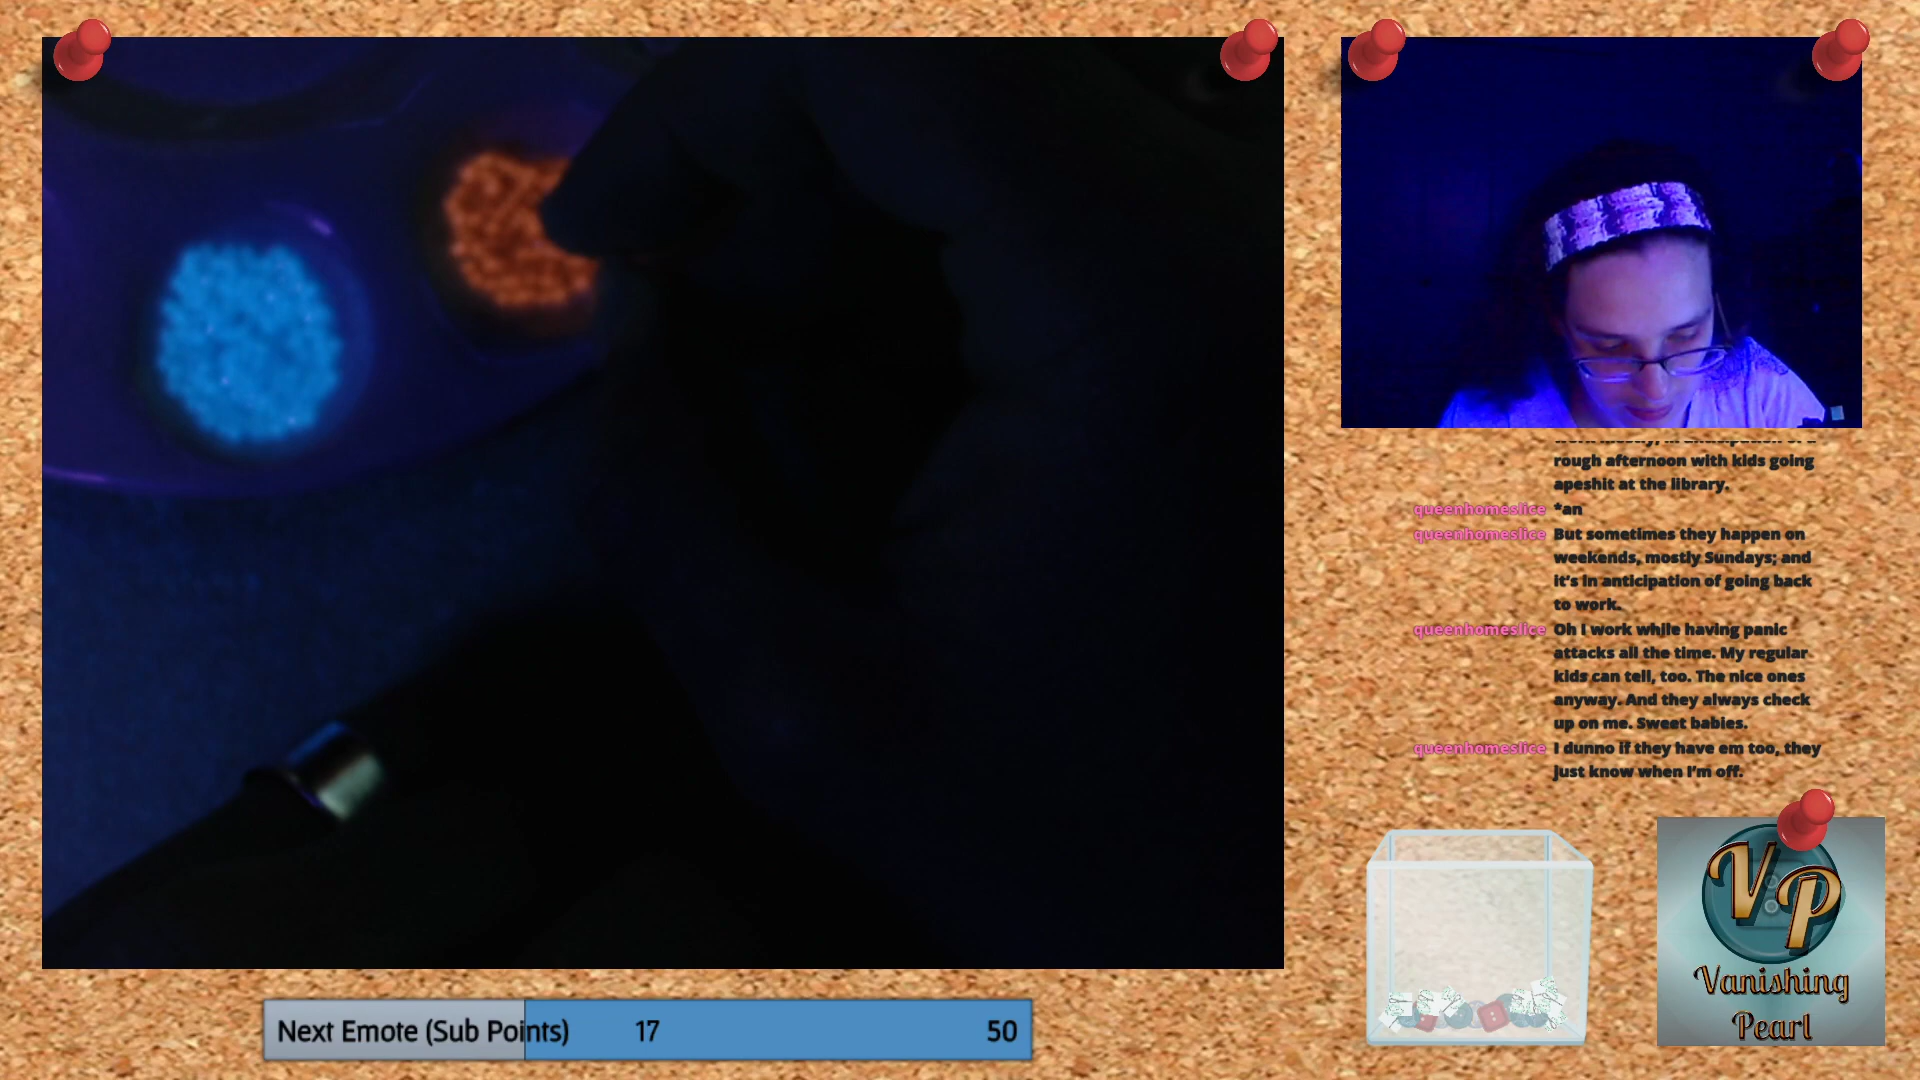 rough afternoon with kids going
apeshit at the library.
queenhomeslice *an
queenhomeslice But sometimes they happen on
weekends, mostly Sundays; and
it's in anticipation of going back
to work.
queenhomeslice Oh I work while having panic
attacks all the time. My regular
kids can tell, too. The nice ones
anyway. And they always check
up on me. Sweet babies.
queenhomeslice I dunno if they have em too, they
just know when I'm off.
VP
Vanishing
Pearl
Next Emote (Sub Points) 17 50